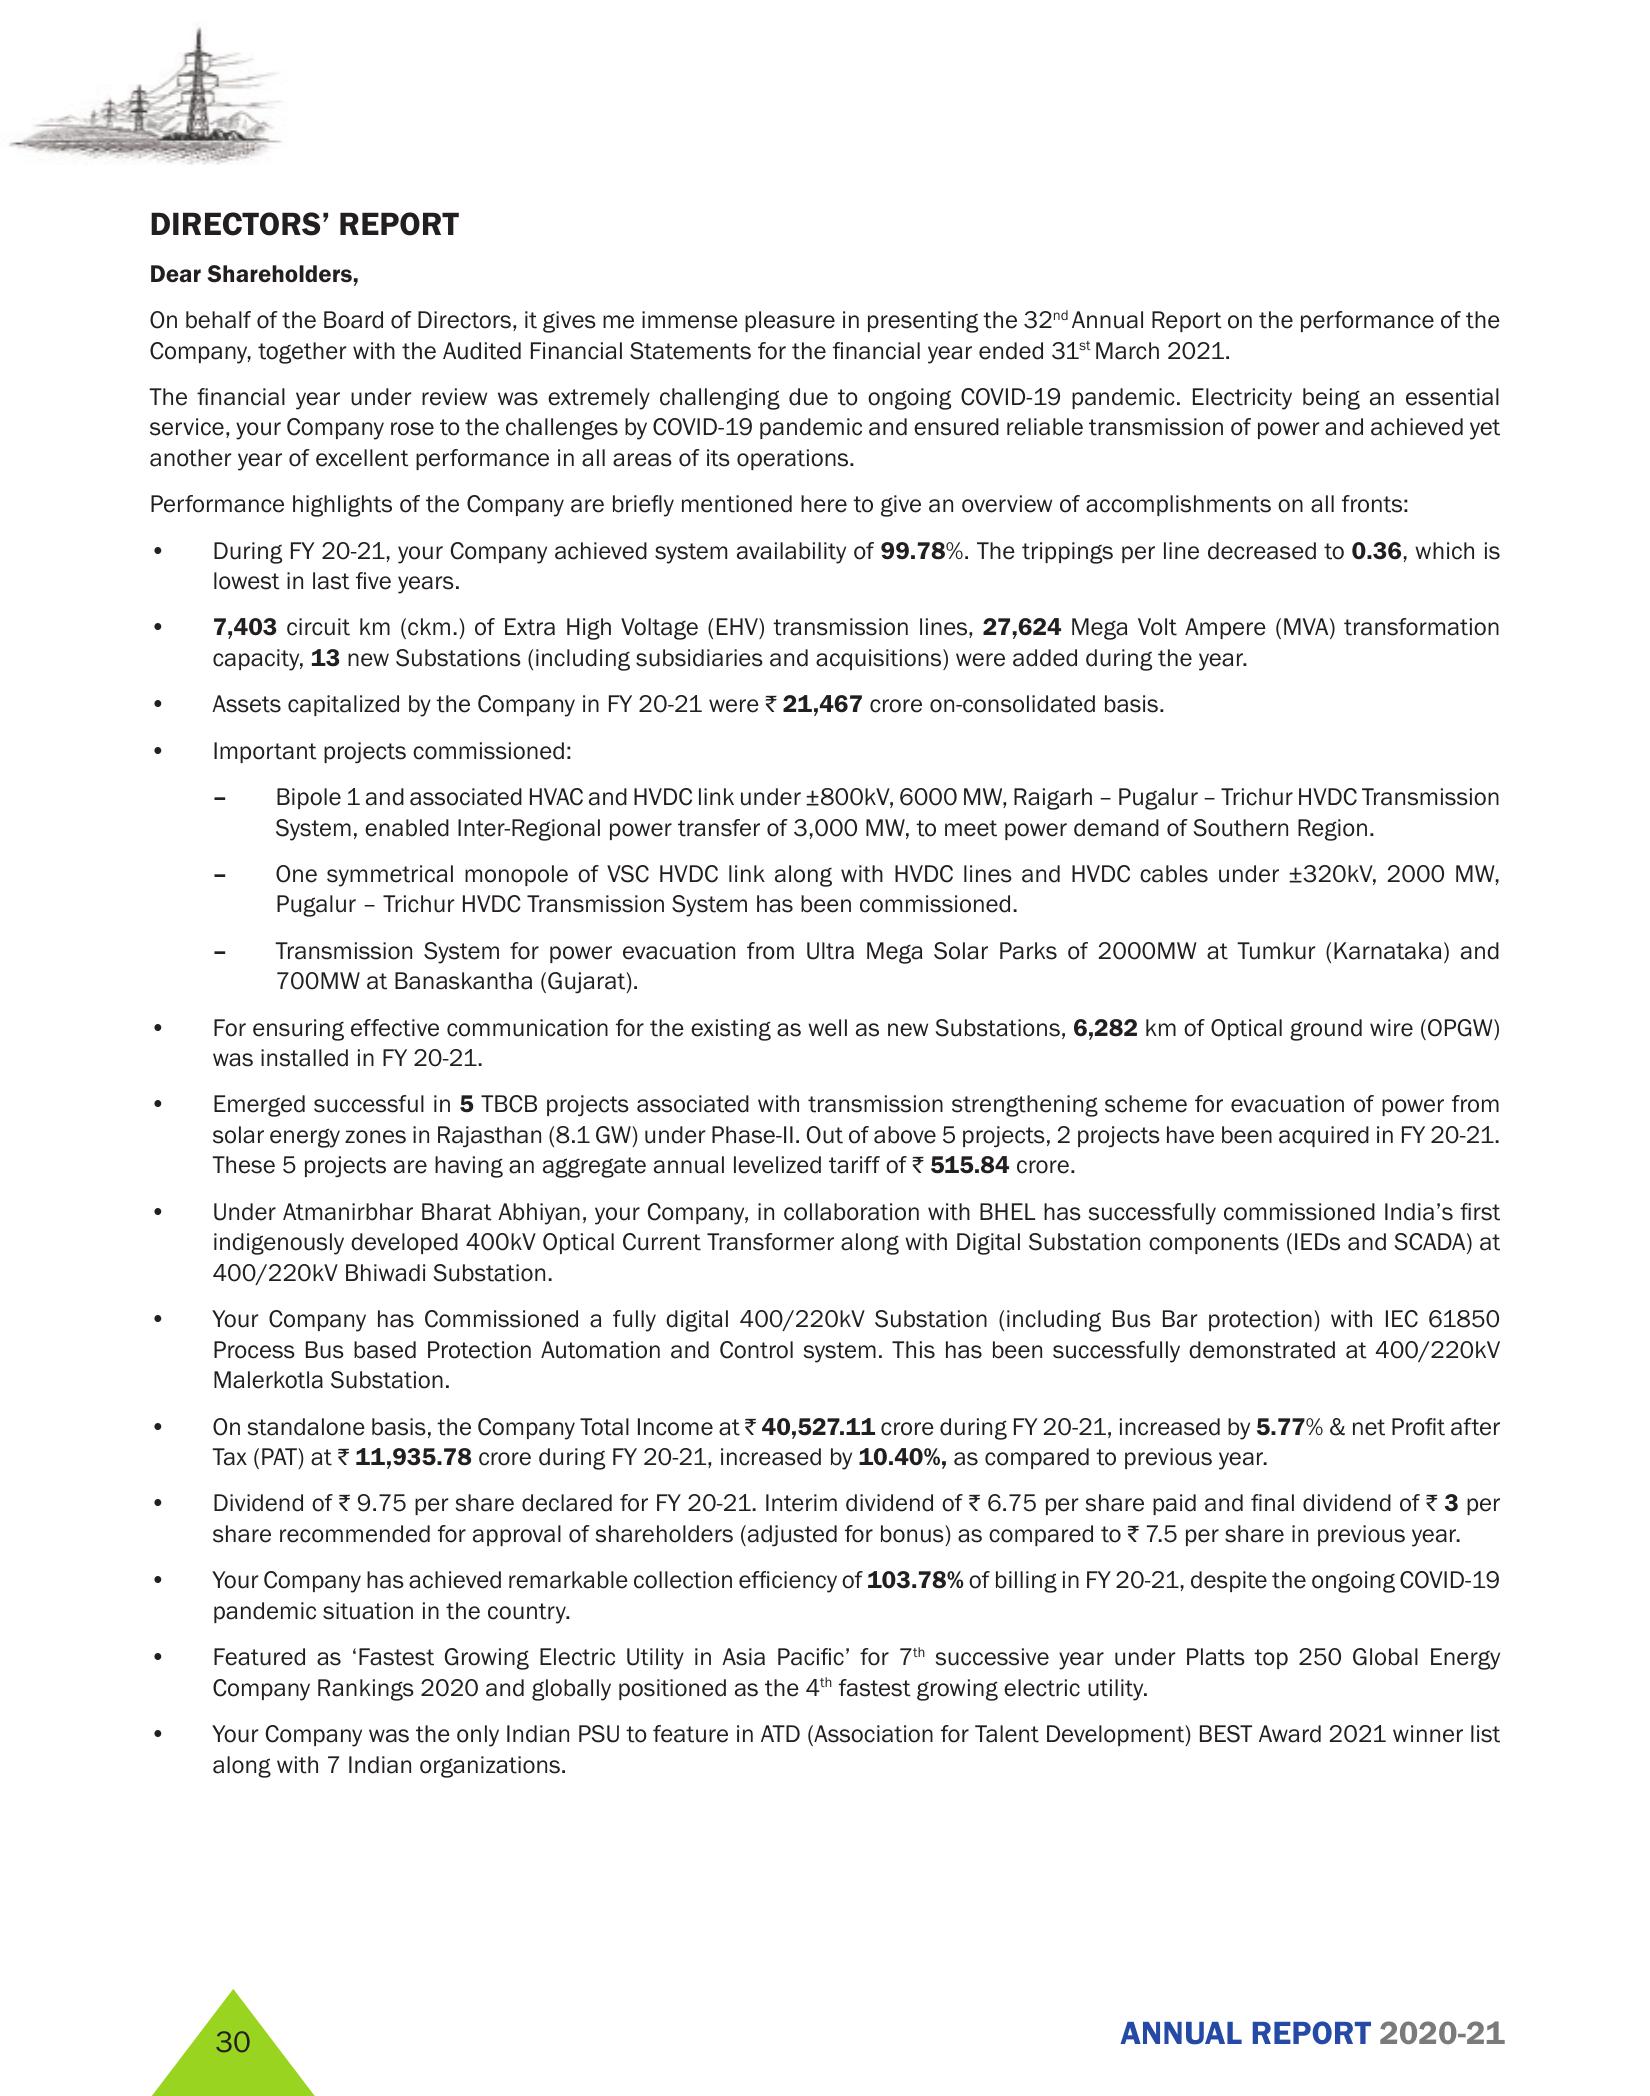 DIRECTORS’ REPORT
Dear Shareholders,
On behalf of the Board of Directors, it gives me immense pleasure in presenting the 32nd Annual Report on the performance of the
Company, together with the Audited Financial Statements for the financial year ended 31st March 2021.
The financial year under review was extremely challenging due to ongoing COVID-19 pandemic. Electricity being an essential
service, your Company rose to the challenges by COVID-19 pandemic and ensured reliable transmission of power and achieved yet
another year of excellent performance in all areas of its operations.
Performance highlights of the Company are briefly mentioned here to give an overview of accomplishments on all fronts:
• During FY 20-21, your Company achieved system availability of 99.78%. The trippings per line decreased to 0.36, which is
lowest in last five years.
• 7,403 circuit km (ckm.) of Extra High Voltage (EHV) transmission lines, 27,624 Mega Volt Ampere (MVA) transformation
capacity, 13 new Substations (including subsidiaries and acquisitions) were added during the year.
• Assets capitalized by the Company in FY 20-21 were ₹ 21,467 crore on-consolidated basis.
• Important projects commissioned:
– Bipole 1 and associated HVAC and HVDC link under ±800kV, 6000 MW, Raigarh – Pugalur – Trichur HVDC Transmission
System, enabled Inter-Regional power transfer of 3,000 MW, to meet power demand of Southern Region.
– One symmetrical monopole of VSC HVDC link along with HVDC lines and HVDC cables under ±320kV, 2000 MW,
Pugalur – Trichur HVDC Transmission System has been commissioned.
– Transmission System for power evacuation from Ultra Mega Solar Parks of 2000MW at Tumkur (Karnataka) and
700MW at Banaskantha (Gujarat).
• For ensuring effective communication for the existing as well as new Substations, 6,282 km of Optical ground wire (OPGW)
was installed in FY 20-21.
• Emerged successful in 5 TBCB projects associated with transmission strengthening scheme for evacuation of power from
solar energy zones in Rajasthan (8.1 GW) under Phase-II. Out of above 5 projects, 2 projects have been acquired in FY 20-21.
These 5 projects are having an aggregate annual levelized tariff of ₹ 515.84 crore.
• Under Atmanirbhar Bharat Abhiyan, your Company, in collaboration with BHEL has successfully commissioned India’s first
indigenously developed 400kV Optical Current Transformer along with Digital Substation components (IEDs and SCADA) at
400/220kV Bhiwadi Substation.
• Your Company has Commissioned a fully digital 400/220kV Substation (including Bus Bar protection) with IEC 61850
Process Bus based Protection Automation and Control system. This has been successfully demonstrated at 400/220kV
Malerkotla Substation.
• On standalone basis, the Company Total Income at ₹ 40,527.11 crore during FY 20-21, increased by 5.77% & net Profit after
Tax (PAT) at ₹ 11,935.78 crore during FY 20-21, increased by 10.40%, as compared to previous year.
• Dividend of ₹ 9.75 per share declared for FY 20-21. Interim dividend of ₹ 6.75 per share paid and final dividend of ₹ 3 per
share recommended for approval of shareholders (adjusted for bonus) as compared to ₹ 7.5 per share in previous year.
• Your Company has achieved remarkable collection efficiency of 103.78% of billing in FY 20-21, despite the ongoing COVID-19
pandemic situation in the country.
• Featured as ‘Fastest Growing Electric Utility in Asia Pacific’ for 7th successive year under Platts top 250 Global Energy
Company Rankings 2020 and globally positioned as the 4th fastest growing electric utility.
• Your Company was the only Indian PSU to feature in ATD (Association for Talent Development) BEST Award 2021 winner list
along with 7 Indian organizations.
30
ANNUAL REPORT 2020-21